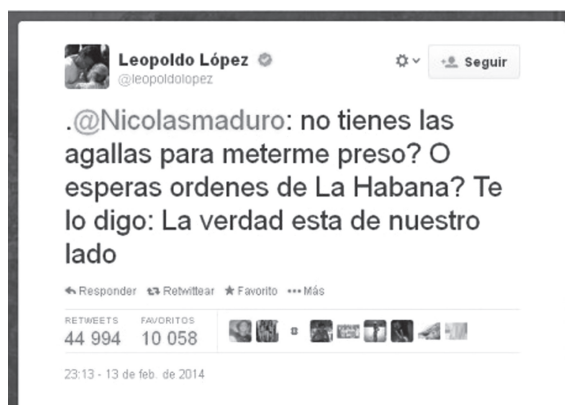 Leopoldo López
@leopoldolopez
Seguir
.@Nicolasmaduro: no tienes las
agallas para meterme preso? O
esperas ordenes de La Habana? Te
lo digo: La verdad esta de nuestro
lado
Responder Retwittear Favorito Más
RETWEETS FAVORITOS
44 994 10 058
23:13 - 13 de feb. de 2014